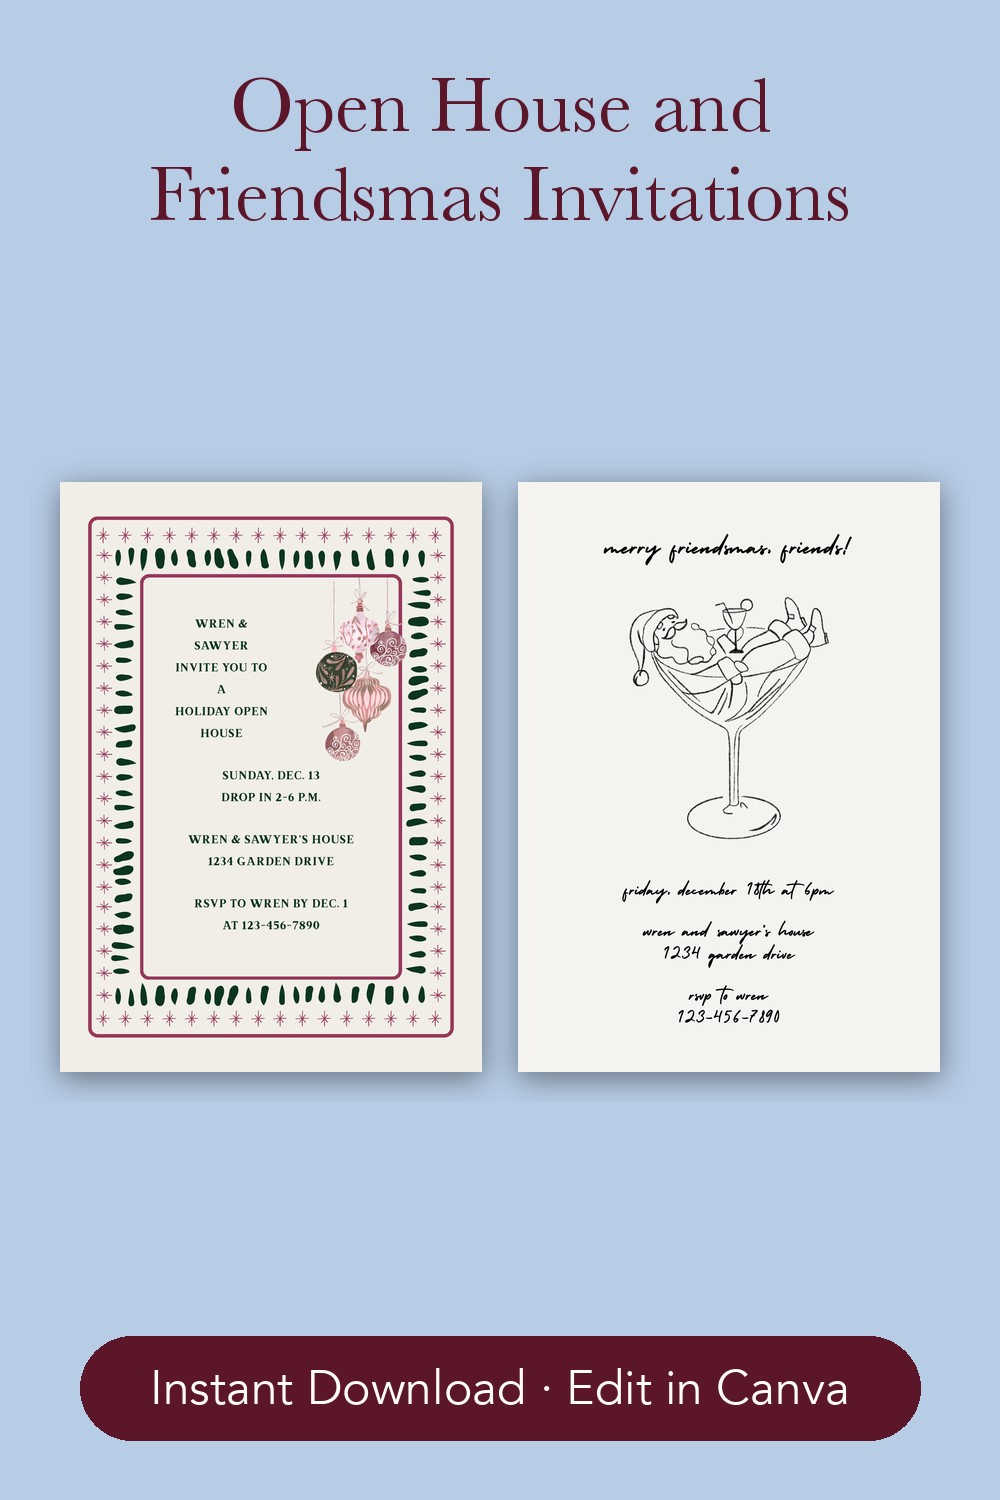 Open House and
Friendsmas Invitations
WREN &
SAWYER
INVITE YOU TO
A
HOLIDAY OPEN
HOUSE
SUNDAY, DEC. 13
DROP IN 2-6 P.M.
WREN & SAWYER'S HOUSE
1234 GARDEN DRIVE
RSVP TO WREN BY DEC. 1
AT 123-456-7890
merry friendsmas, friends!
friday, december 18th at 6pm
wren and sawyer's house
1234 garden drive
rsvp to wren
123-456-7890
Instant Download · Edit in Canva